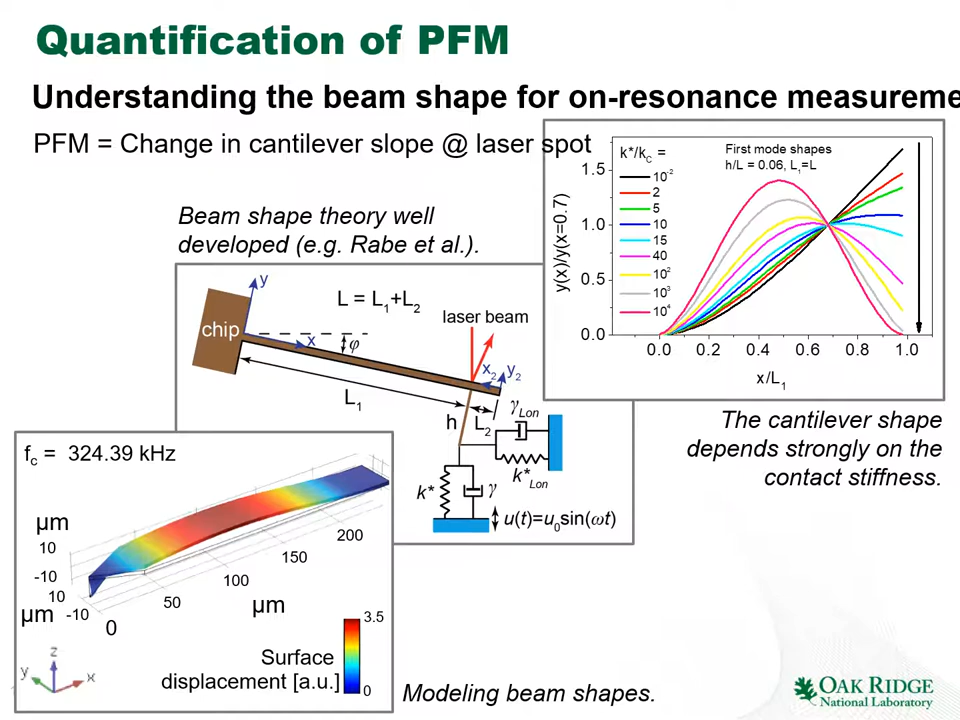 Quantification of PFM
Understanding the beam shape for on-resonance measureme
PFM = Change in cantilever slope @ laser spot
Beam shape theory well
developed (e.g. Rabe et al.).
k*/kC =
10-2
2
5
10
15
40
10²
10³
10⁴
First mode shapes
h/L = 0.06, L1=L
y(x)/y(x=0.7)
1.5
1.0
0.5
0.0
0.0 0.2 0.4 0.6 0.8 1.0
x/L1
y
L = L1+L2
chip
laser beam
x
φ
x2 y2
L1
γLon
h
L2
k*Lon
k*
γ
u(t)=u0sin(ωt)
The cantilever shape
depends strongly on the
contact stiffness.
fc = 324.39 kHz
µm
10
-10
10
µm -10
0
50
100
150
200
µm
3.5
0
Surface
displacement [a.u.]
z
y
x
Modeling beam shapes.
OAK RIDGE
National Laboratory